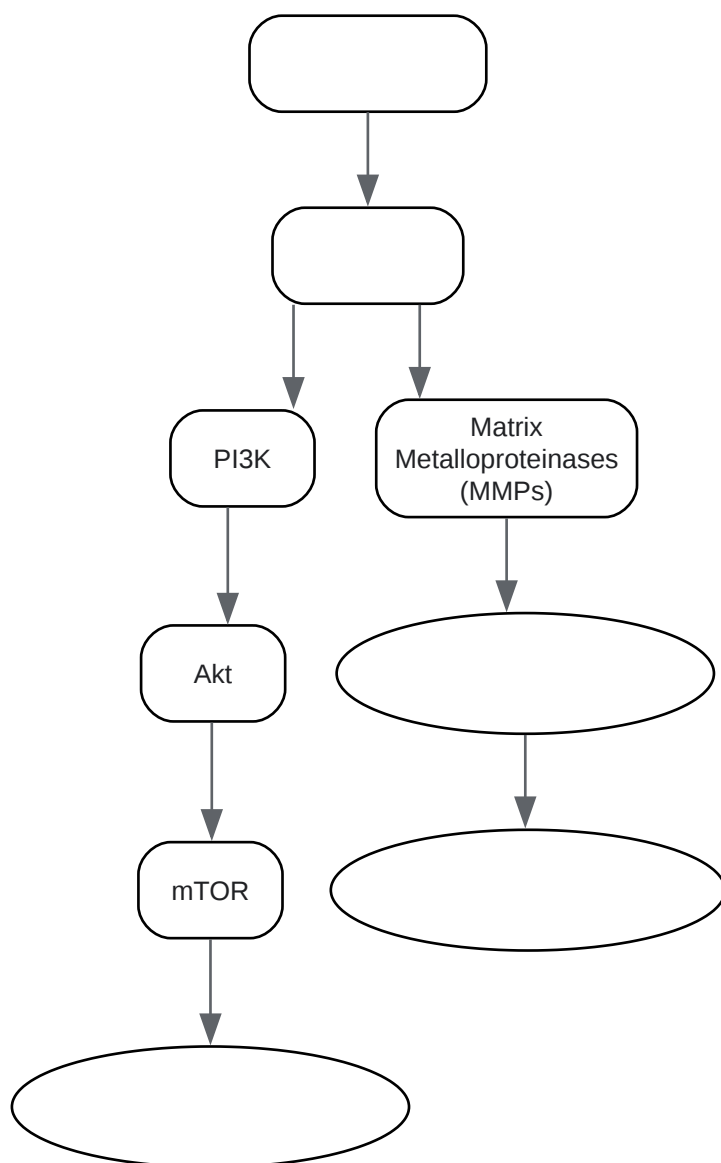 PI3K
Matrix
Metalloproteinases
(MMPs)
Akt
mTOR